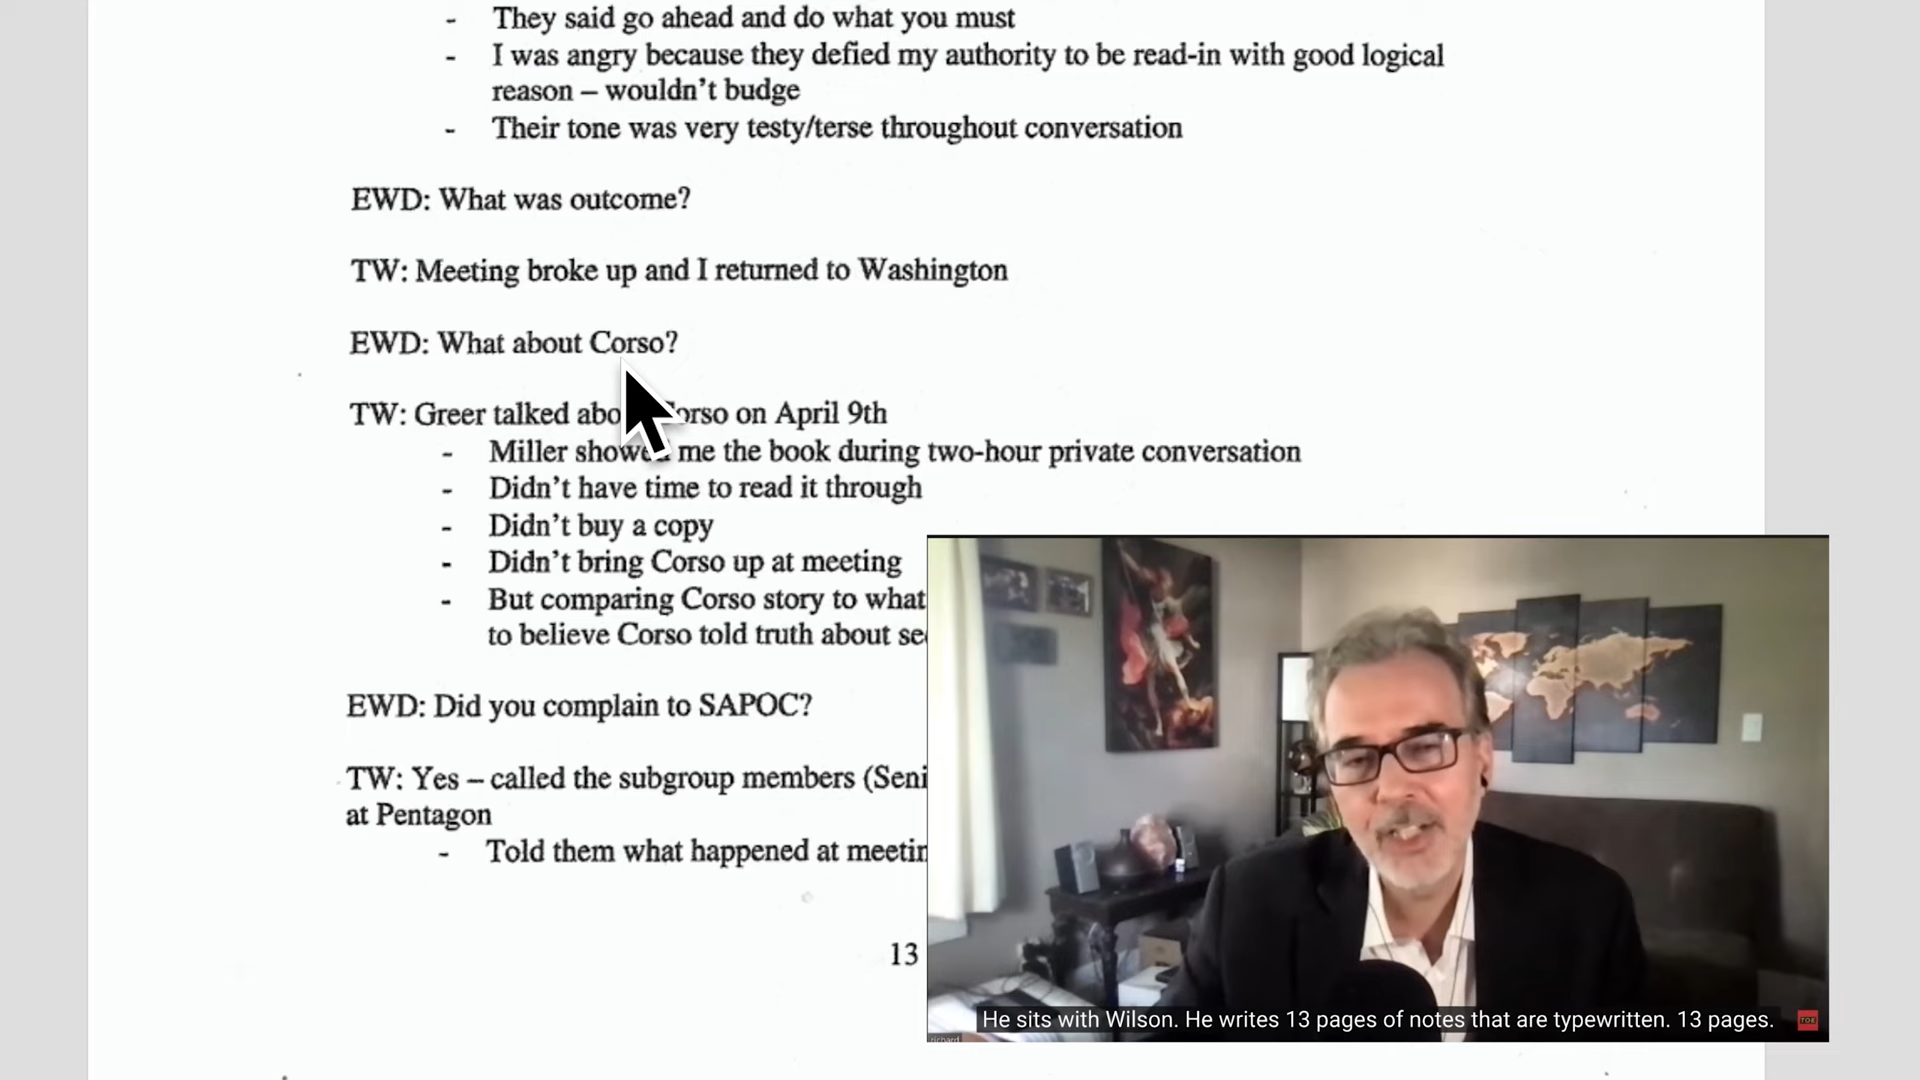 - They said go ahead and do what you must
- I was angry because they defied my authority to be read-in with good logical
reason – wouldn't budge
- Their tone was very testy/terse throughout conversation
EWD: What was outcome?
TW: Meeting broke up and I returned to Washington
EWD: What about Corso?
TW: Greer talked abo orso on April 9th
- Miller showe me the book during two-hour private conversation
- Didn't have time to read it through
- Didn't buy a copy
- Didn't bring Corso up at meeting
- But comparing Corso story to what
to believe Corso told truth about se
EWD: Did you complain to SAPOC?
TW: Yes – called the subgroup members (Seni
at Pentagon
- Told them what happened at meetin
13
He sits with Wilson. He writes 13 pages of notes that are typewritten. 13 pages.
richard
TOE